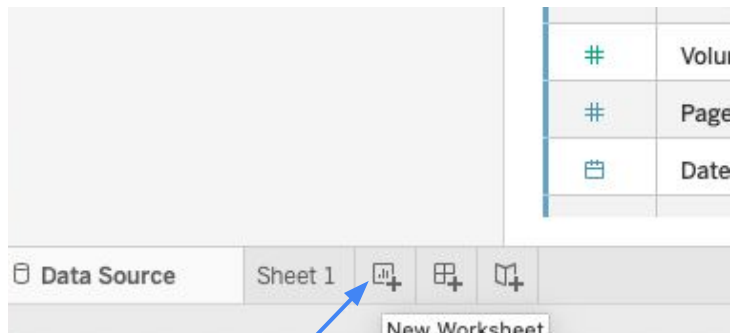 Volu
Page
Date
Data Source
Sheet 1
New Worksheet